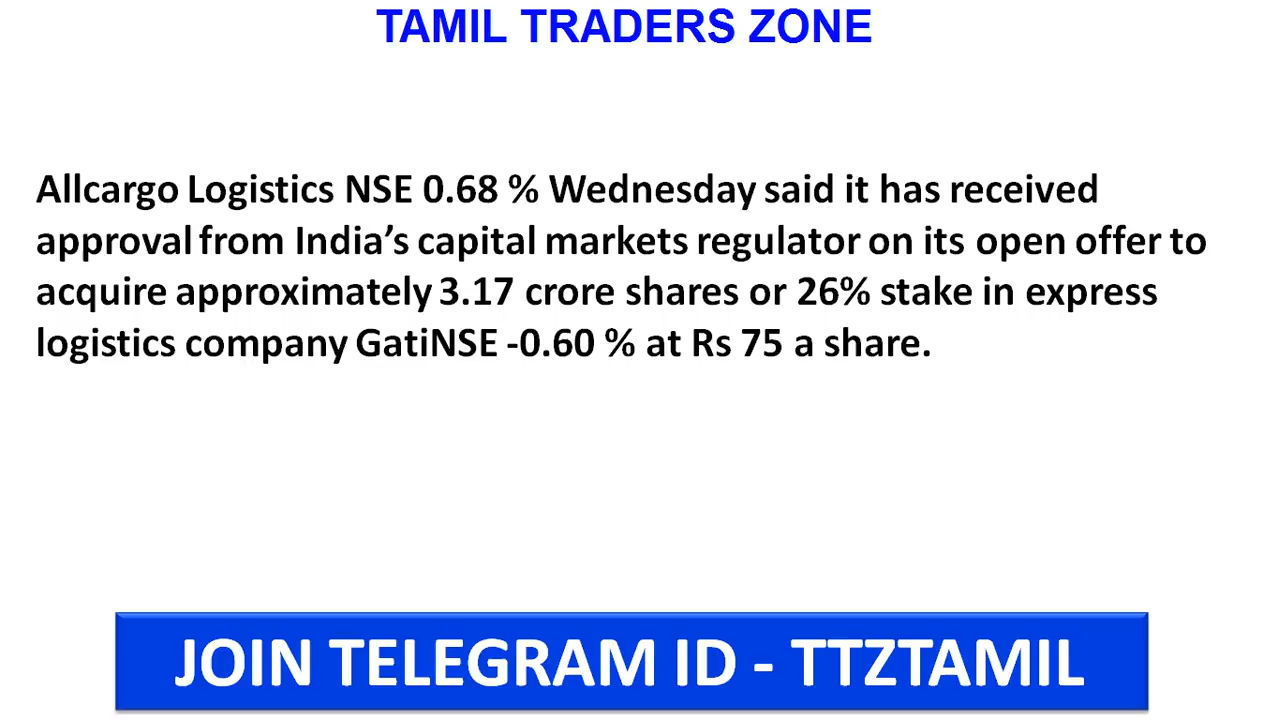 TAMIL TRADERS ZONE
Allcargo Logistics NSE 0.68 % Wednesday said it has received
approval from India’s capital markets regulator on its open offer to
acquire approximately 3.17 crore shares or 26% stake in express
logistics company GatiNSE -0.60 % at Rs 75 a share.
JOIN TELEGRAM ID - TTZTAMIL